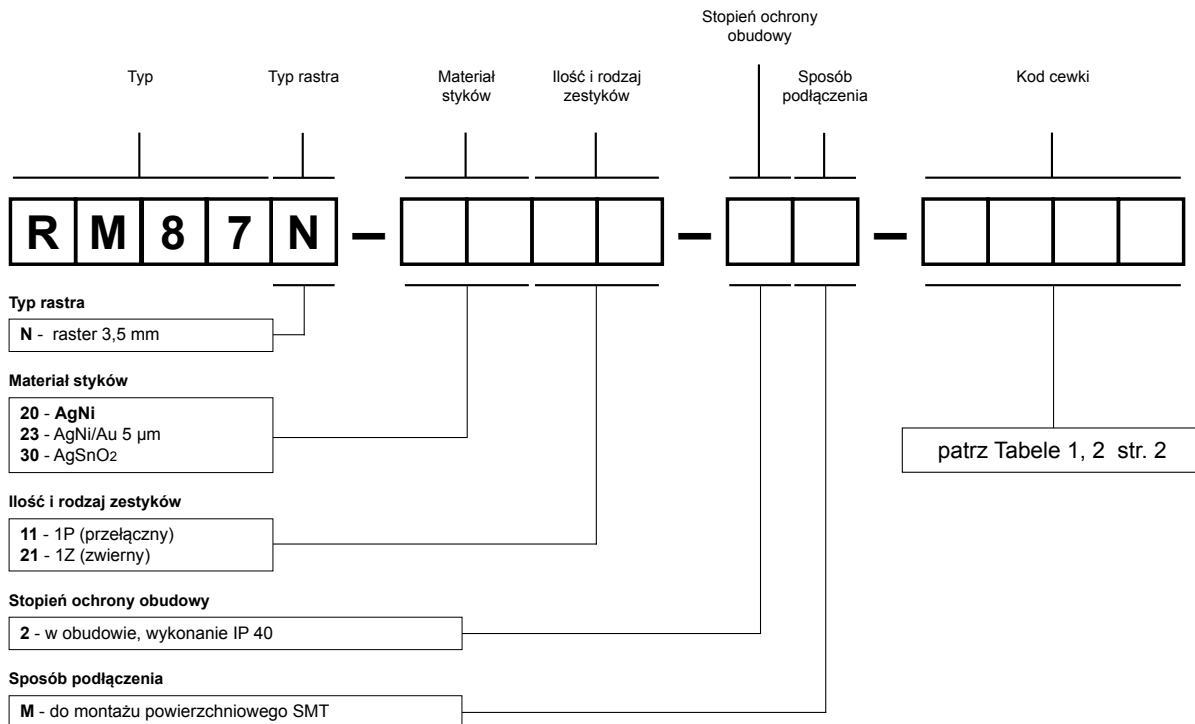 Stopień ochrony
obudowy
Typ
Typ rastra
Materiał
styków
Ilość i rodzaj
zestyków
Sposób
podłączenia
Kod cewki
R M 8 7 N – – –
Typ rastra
N - raster 3,5 mm
Materiał styków
20 - AgNi
23 - AgNi/Au 5 µm
30 - AgSnO2
patrz Tabele 1, 2 str. 2
Ilość i rodzaj zestyków
11 - 1P (przełączny)
21 - 1Z (zwierny)
Stopień ochrony obudowy
2 - w obudowie, wykonanie IP 40
Sposób podłączenia
M - do montażu powierzchniowego SMT